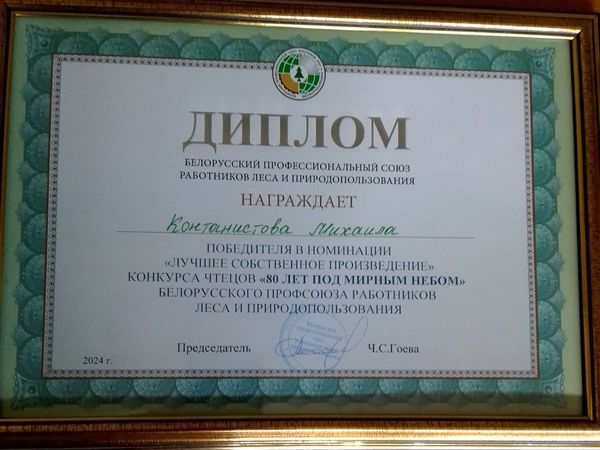 ДИПЛОМ
БЕЛОРУССКИЙ ПРОФЕССИОНАЛЬНЫЙ СОЮЗ
РАБОТНИКОВ ЛЕСА И ПРИРОДОПОЛЬЗОВАНИЯ
НАГРАЖДАЕТ
Контанистова Михаила
ПОБЕДИТЕЛЯ В НОМИНАЦИИ
«ЛУЧШЕЕ СОБСТВЕННОЕ ПРОИЗВЕДЕНИЕ»
КОНКУРСА ЧТЕЦОВ «80 ЛЕТ ПОД МИРНЫМ НЕБОМ»
БЕЛОРУССКОГО ПРОФСОЮЗА РАБОТНИКОВ
ЛЕСА И ПРИРОДОПОЛЬЗОВАНИЯ
Председатель Ч.С.Гоева
2024 г.